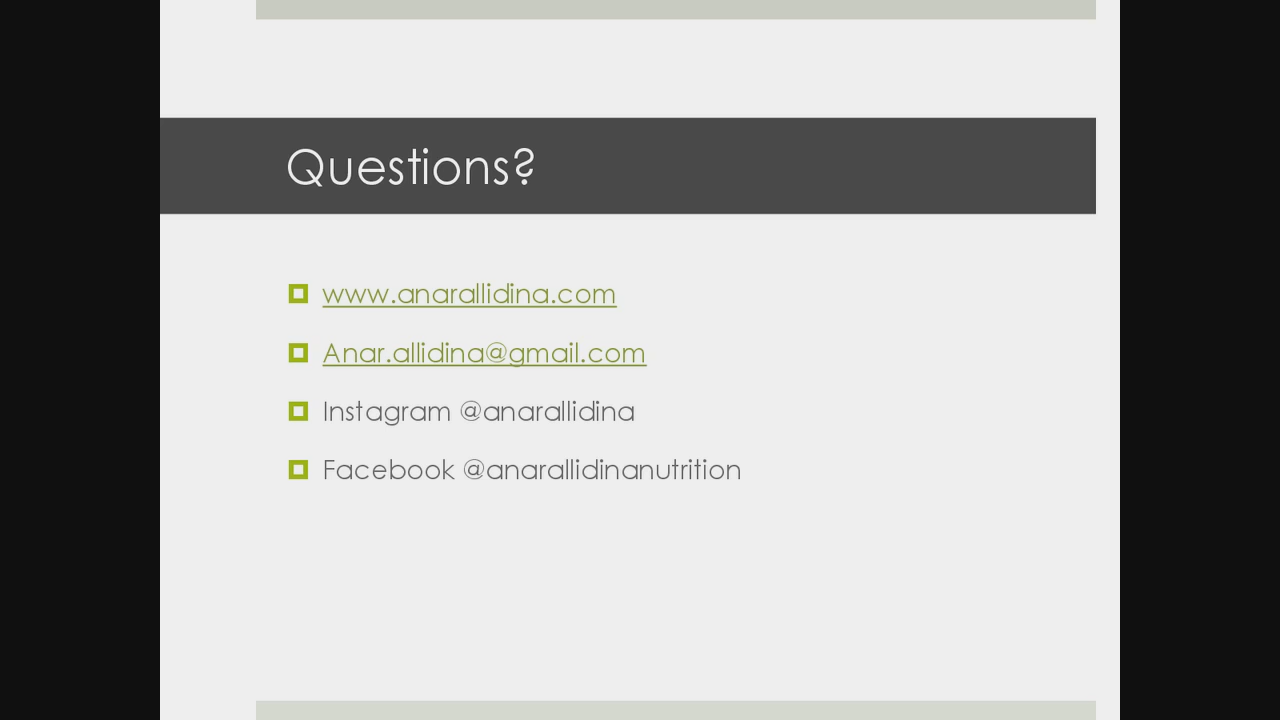 Questions?
www.anarallidina.com
Anar.allidina@gmail.com
Instagram @anarallidina
Facebook @anarallidinanutrition